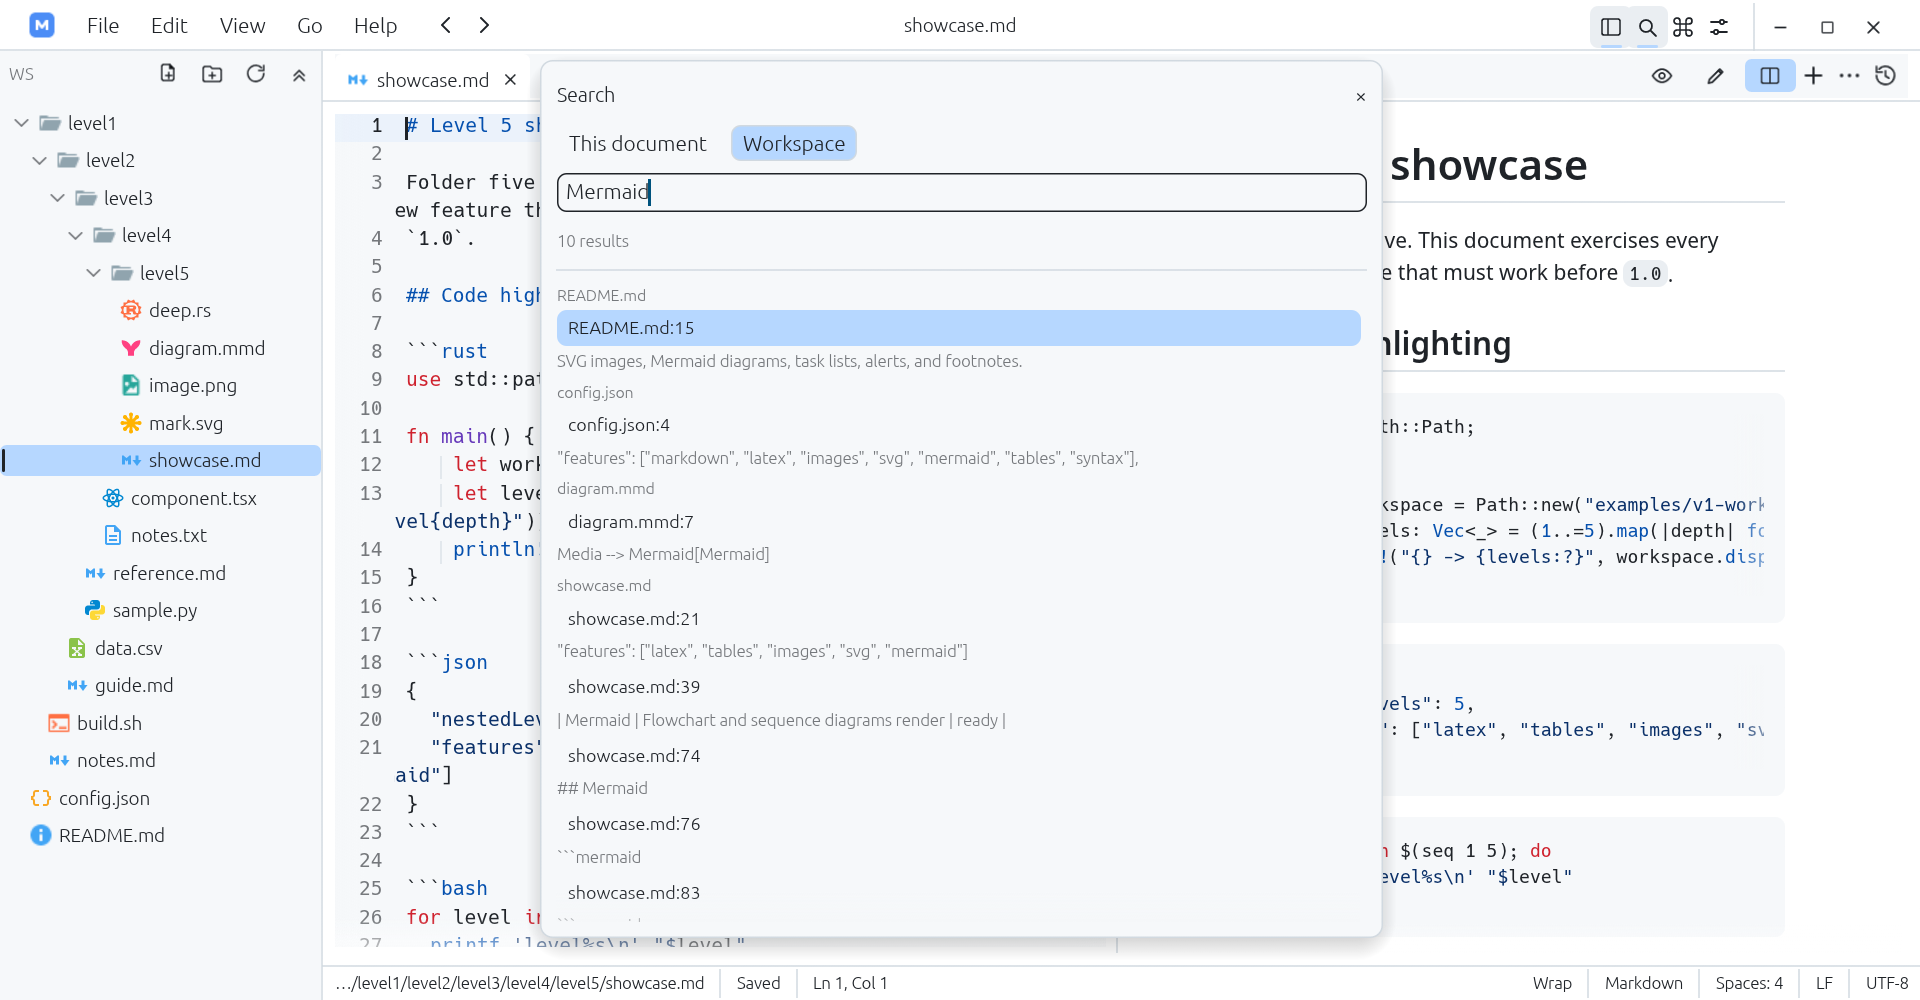 M File Edit View Go Help
showcase.md
WS
level1
level2
level3
level4
level5
deep.rs
diagram.mmd
image.png
mark.svg
showcase.md
component.tsx
notes.txt
reference.md
sample.py
data.csv
guide.md
build.sh
notes.md
config.json
README.md
showcase.md
1 # Level 5 sh
2
3 Folder five
ew feature th
4 `1.0`.
5
6 ## Code high
7
8 ```rust
9 use std::pat
10
11 fn main() {
12 let work
13 let leve
vel{depth}")
14 println
15 }
16 ```
17
18 ```json
19 {
20 "nestedLev
21 "features"
aid"]
22 }
23 ```
24
25 ```bash
26 for level in
27 printf 'level%s\n' "$level"
Search
This document Workspace
Mermaid
10 results
README.md
README.md:15
SVG images, Mermaid diagrams, task lists, alerts, and footnotes.
config.json
config.json:4
"features": ["markdown", "latex", "images", "svg", "mermaid", "tables", "syntax"],
diagram.mmd
diagram.mmd:7
Media --> Mermaid[Mermaid]
showcase.md
showcase.md:21
"features": ["latex", "tables", "images", "svg", "mermaid"]
showcase.md:39
| Mermaid | Flowchart and sequence diagrams render | ready |
showcase.md:74
## Mermaid
showcase.md:76
```mermaid
showcase.md:83
showcase
ve. This document exercises every
e that must work before 1.0.
hlighting
th::Path;
kspace = Path::new("examples/v1-work
els: Vec<_> = (1..=5).map(|depth| fo
!("{} -> {levels:?}", workspace.disp
vels": 5,
": ["latex", "tables", "images", "sv
n $(seq 1 5); do
evel%s\n' "$level"
…/level1/level2/level3/level4/level5/showcase.md Saved Ln 1, Col 1 Wrap Markdown Spaces: 4 LF UTF-8